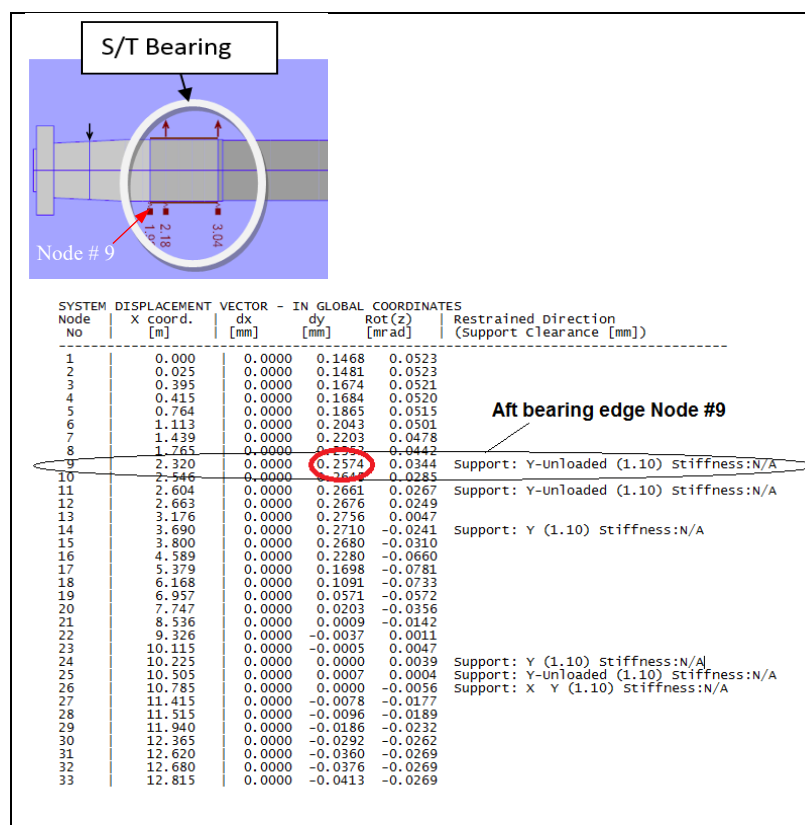 S/T Bearing
Node # 9
2.18
3.04
SYSTEM DISPLACEMENT VECTOR - IN GLOBAL COORDINATES
Node | X coord. | dx dy Rot(z) | Restrained Direction
No | [m] | [mm] [mm] [mrad] | (Support Clearance [mm])
1 | 0.000 | 0.0000 0.1468 0.0523
2 | 0.025 | 0.0000 0.1481 0.0523
3 | 0.395 | 0.0000 0.1674 0.0521
4 | 0.415 | 0.0000 0.1684 0.0520
5 | 0.764 | 0.0000 0.1865 0.0515
6 | 1.113 | 0.0000 0.2043 0.0501
Aft bearing edge Node #9
7 | 1.439 | 0.0000 0.2203 0.0478
8 | 1.765 | 0.0000 0.0442
9 | 2.320 | 0.0000 0.2574 0.0344 Support: Y-Unloaded (1.10) Stiffness:N/A
10 | 2.546 | 0.0000 0.0285
11 | 2.604 | 0.0000 0.2661 0.0267 Support: Y-Unloaded (1.10) Stiffness:N/A
12 | 2.663 | 0.0000 0.2676 0.0249
13 | 3.176 | 0.0000 0.2756 0.0047
14 | 3.690 | 0.0000 0.2710 -0.0241 Support: Y (1.10) Stiffness:N/A
15 | 3.800 | 0.0000 0.2680 -0.0310
16 | 4.589 | 0.0000 0.2280 -0.0660
17 | 5.379 | 0.0000 0.1698 -0.0781
18 | 6.168 | 0.0000 0.1091 -0.0733
19 | 6.957 | 0.0000 0.0571 -0.0572
20 | 7.747 | 0.0000 0.0203 -0.0356
21 | 8.536 | 0.0000 0.0009 -0.0142
22 | 9.326 | 0.0000 -0.0037 0.0011
23 | 10.115 | 0.0000 -0.0005 0.0047
24 | 10.225 | 0.0000 0.0000 0.0039 Support: Y (1.10) Stiffness:N/A
25 | 10.505 | 0.0000 0.0007 0.0004 Support: Y-Unloaded (1.10) Stiffness:N/A
26 | 10.785 | 0.0000 0.0000 -0.0056 Support: X Y (1.10) Stiffness:N/A
27 | 11.415 | 0.0000 -0.0078 -0.0177
28 | 11.515 | 0.0000 -0.0096 -0.0189
29 | 11.940 | 0.0000 -0.0186 -0.0232
30 | 12.365 | 0.0000 -0.0292 -0.0262
31 | 12.620 | 0.0000 -0.0360 -0.0269
32 | 12.680 | 0.0000 -0.0376 -0.0269
33 | 12.815 | 0.0000 -0.0413 -0.0269